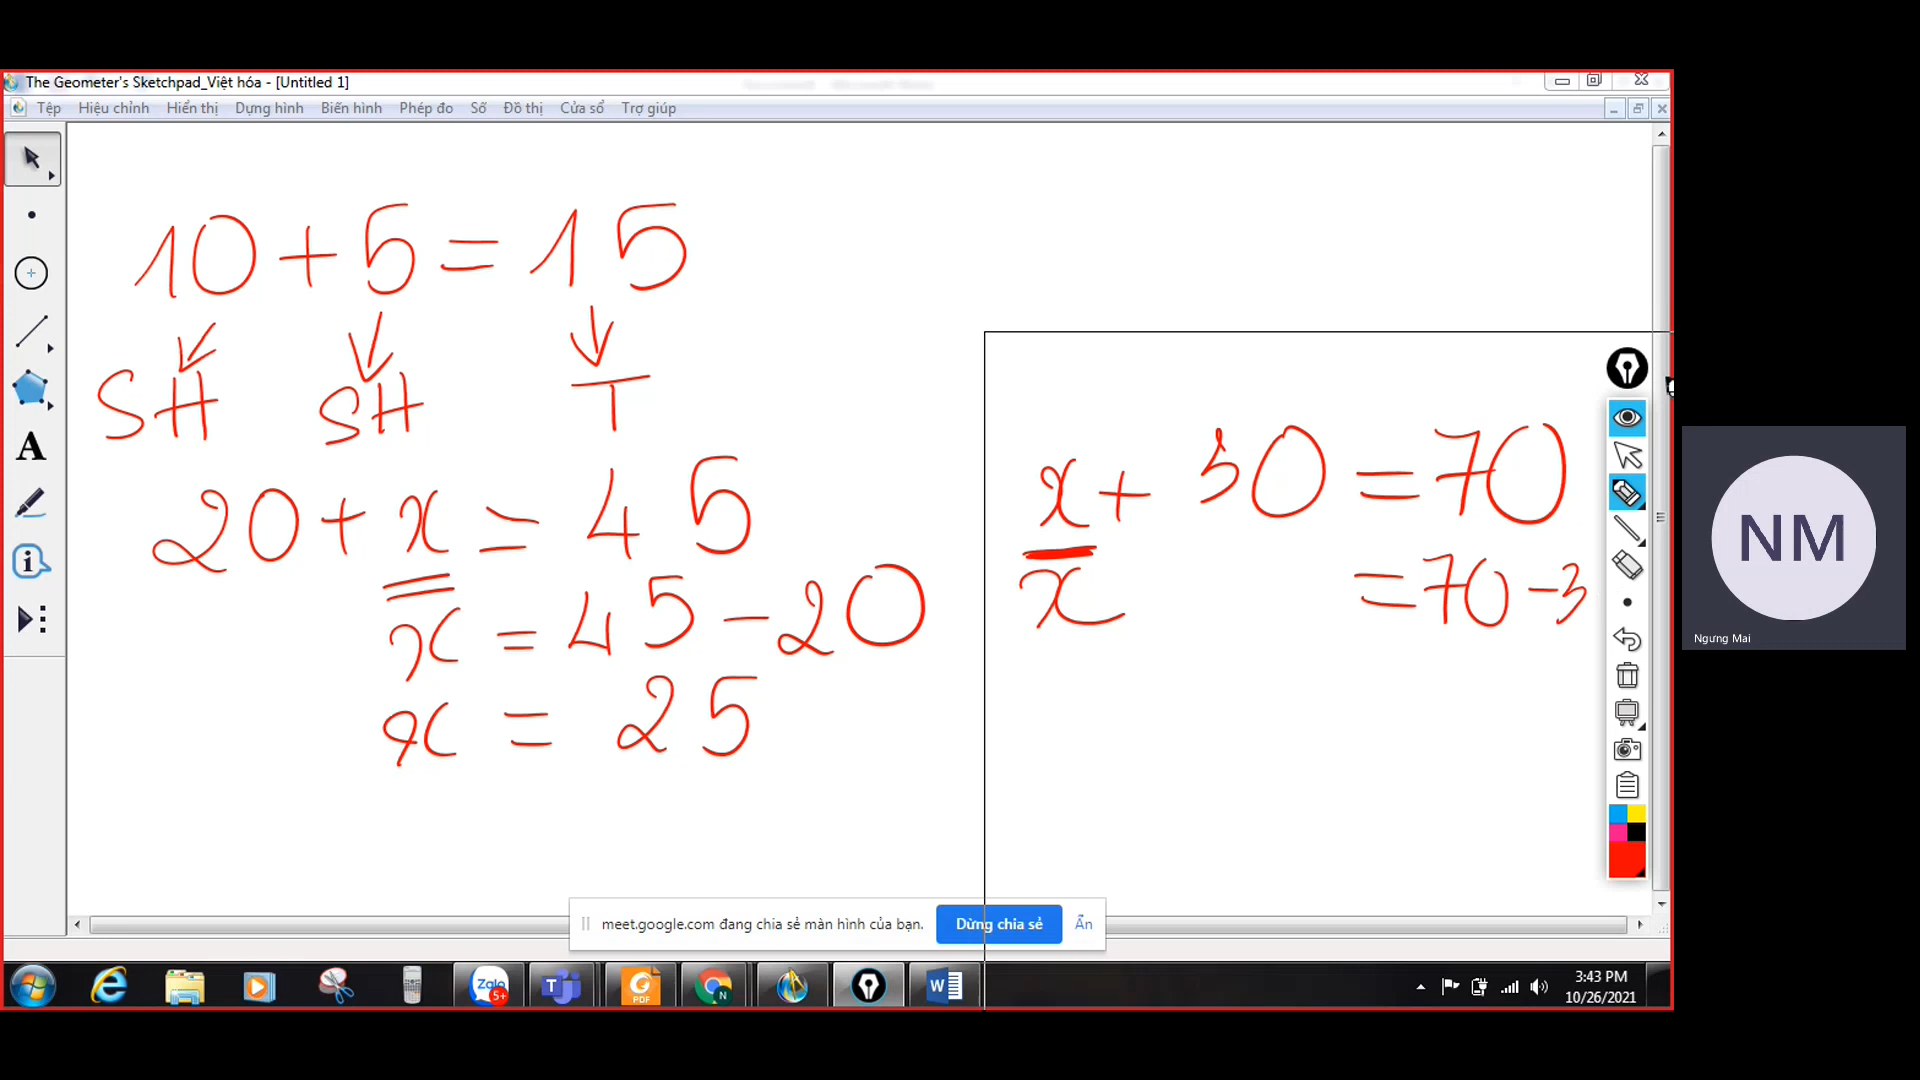 The Geometer's Sketchpad_Việt hóa - [Untitled 1]
Tệp Hiệu chỉnh Hiển thị Dựng hình Biến hình Phép đo Số Đồ thị Cửa sổ Trợ giúp
10 + 5 = 15
SH SH T
20 + x = 45
x = 45 - 20
x = 25
x + 30 = 70
x = 70 - 3
A
NM
Ngưng Mai
meet.google.com đang chia sẻ màn hình của bạn. Dừng chia sẻ Ẩn
Zalo 5+
T
PDF
N
W
3:43 PM
10/26/2021